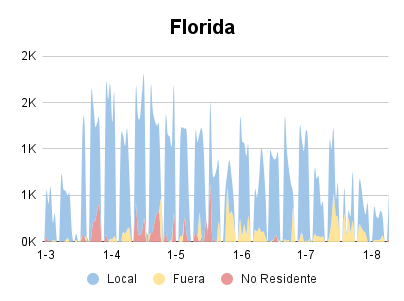 Florida
2K
2K
1K
1K
0K
1-3 1-4 1-5 1-6 1-7 1-8
Local Fuera No Residente